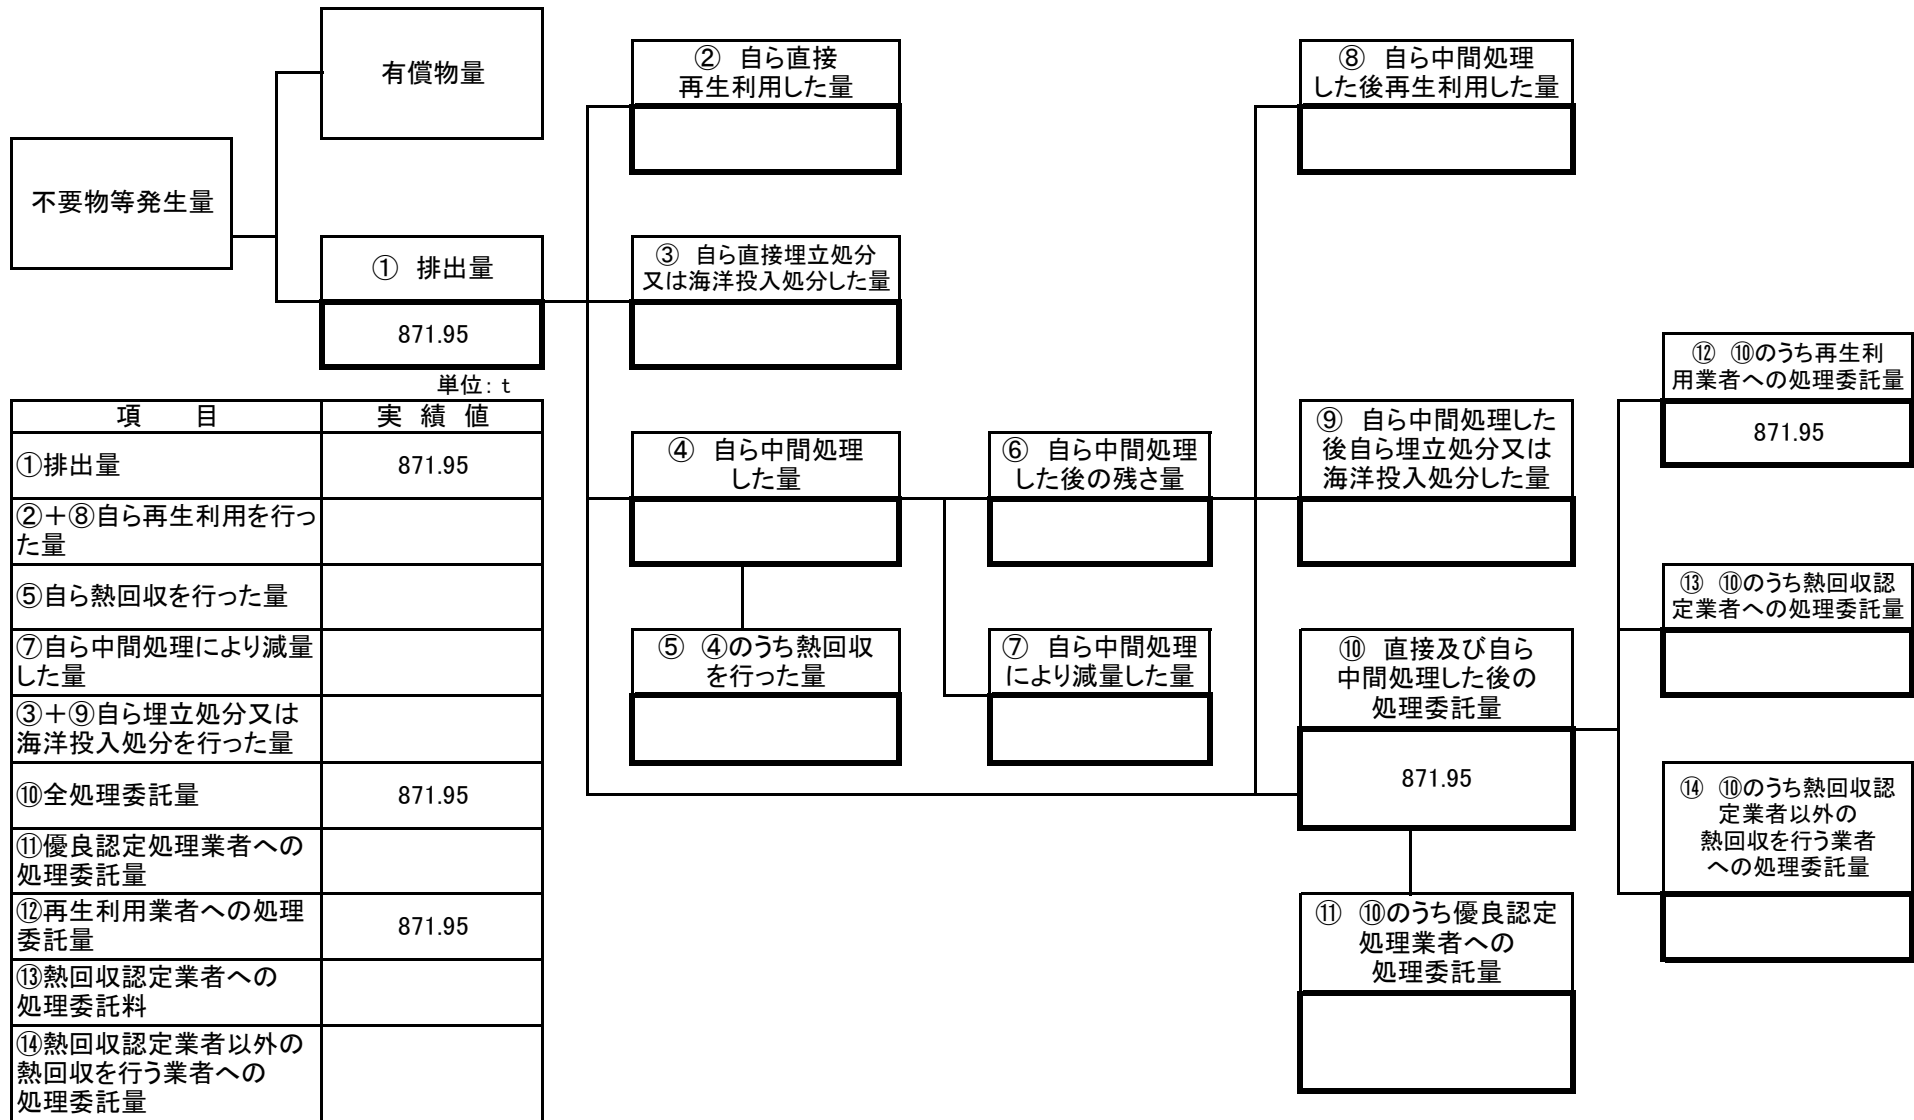 有償物量
不要物等発生量
① 排出量
871.95
② 自ら直接
再生利用した量
③ 自ら直接埋立処分
又は海洋投入処分した量
④ 自ら中間処理
した量
⑤ ④のうち熱回収
を行った量
⑥ 自ら中間処理
した後の残さ量
⑦ 自ら中間処理
により減量した量
⑧ 自ら中間処理
した後再生利用した量
⑨ 自ら中間処理した
後自ら埋立処分又は
海洋投入処分した量
⑩ 直接及び自ら
中間処理した後の
処理委託量
871.95
⑪ ⑩のうち優良認定
処理業者への
処理委託量
⑫ ⑩のうち再生利
用業者への処理委託量
871.95
⑬ ⑩のうち熱回収認
定業者への処理委託量
⑭ ⑩のうち熱回収認
定業者以外の
熱回収を行う業者
への処理委託量
単位:t
項 目 実 績 値
①排出量 871.95
②+⑧自ら再生利用を行っ
た量
⑤自ら熱回収を行った量
⑦自ら中間処理により減量
した量
③+⑨自ら埋立処分又は
海洋投入処分を行った量
⑩全処理委託量 871.95
⑪優良認定処理業者への
処理委託量
⑫再生利用業者への処理
委託量 871.95
⑬熱回収認定業者への
処理委託料
⑭熱回収認定業者以外の
熱回収を行う業者への
処理委託量